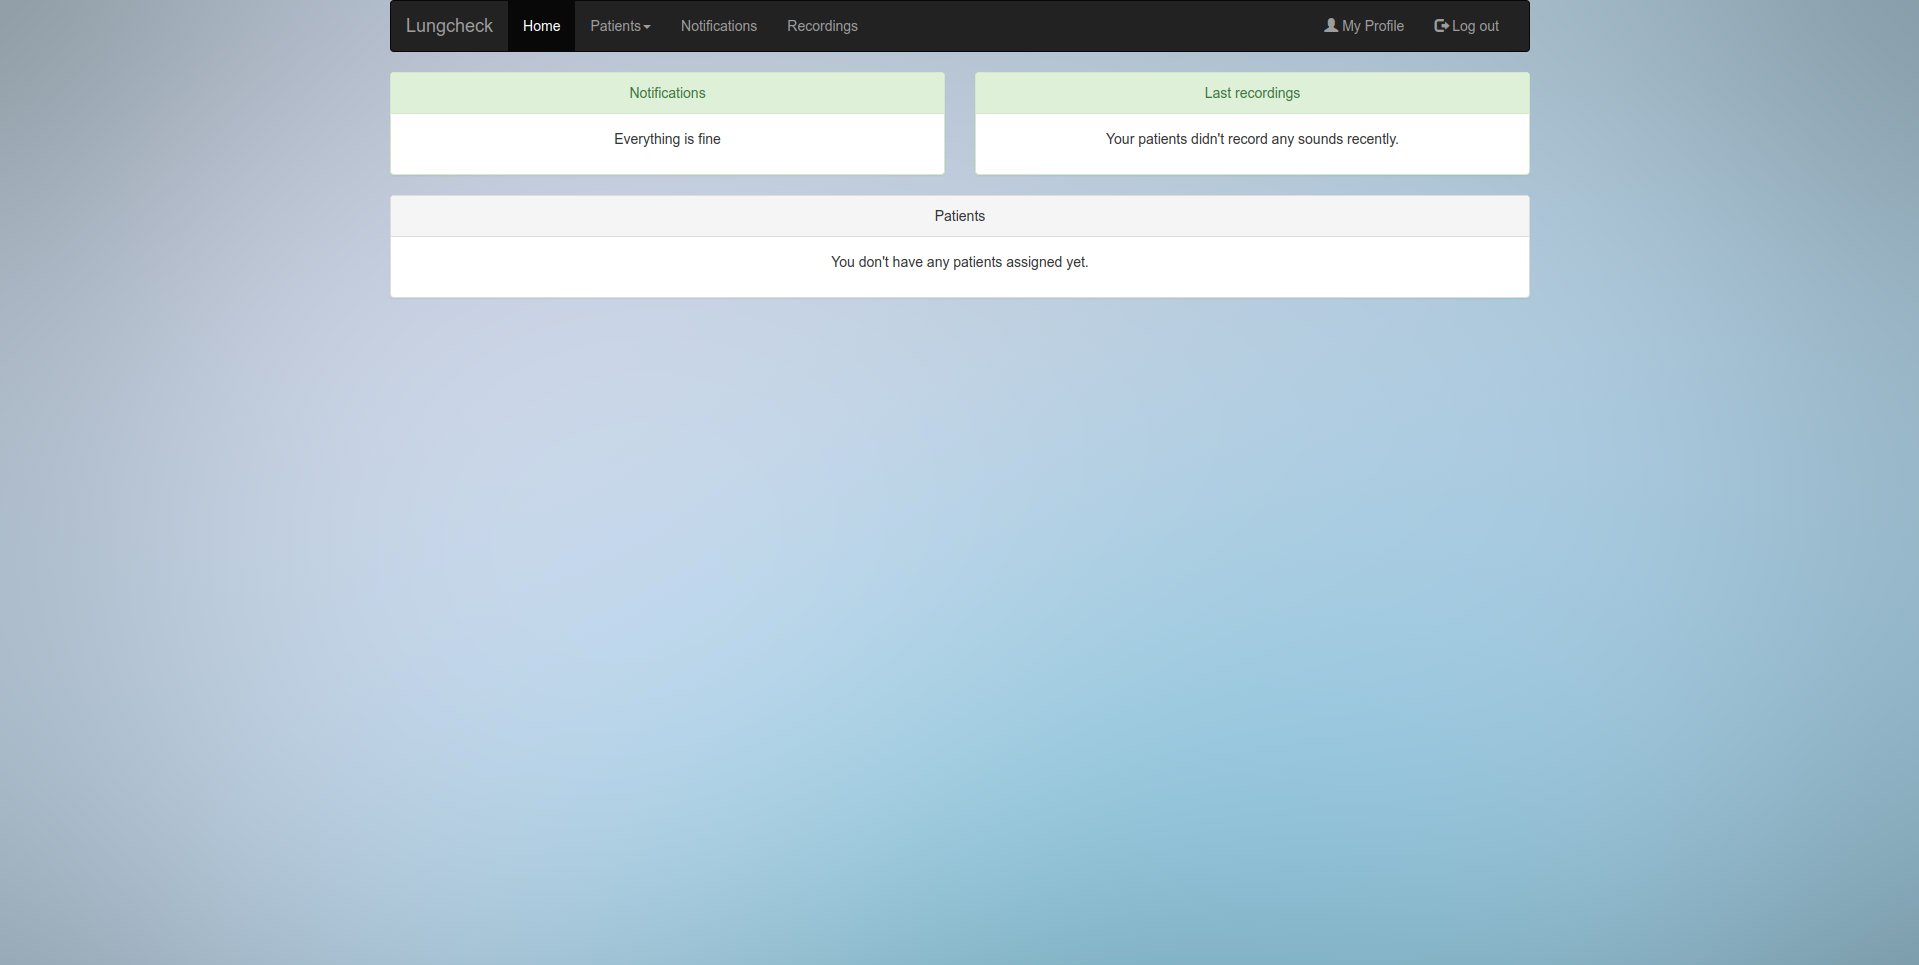 Lungcheck Home Patients Notifications Recordings My Profile Log out
Notifications
Everything is fine
Last recordings
Your patients didn't record any sounds recently.
Patients
You don't have any patients assigned yet.